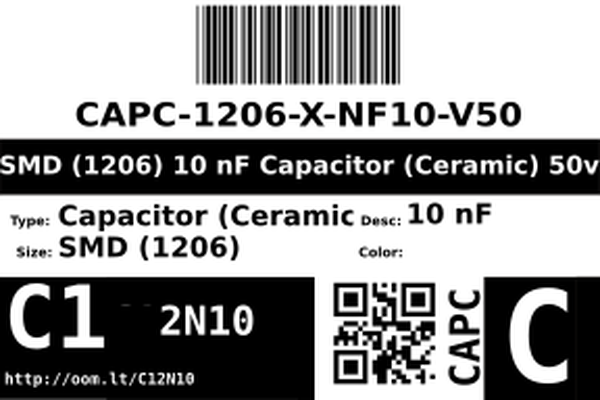 CAPC-1206-X-NF10-V50
SMD (1206) 10 nF Capacitor (Ceramic) 50v
Type: Capacitor (Ceramic Desc: 10 nF
Size: SMD (1206) Color:
C1 2N10
http://oom.lt/C12N10
CAPC
C